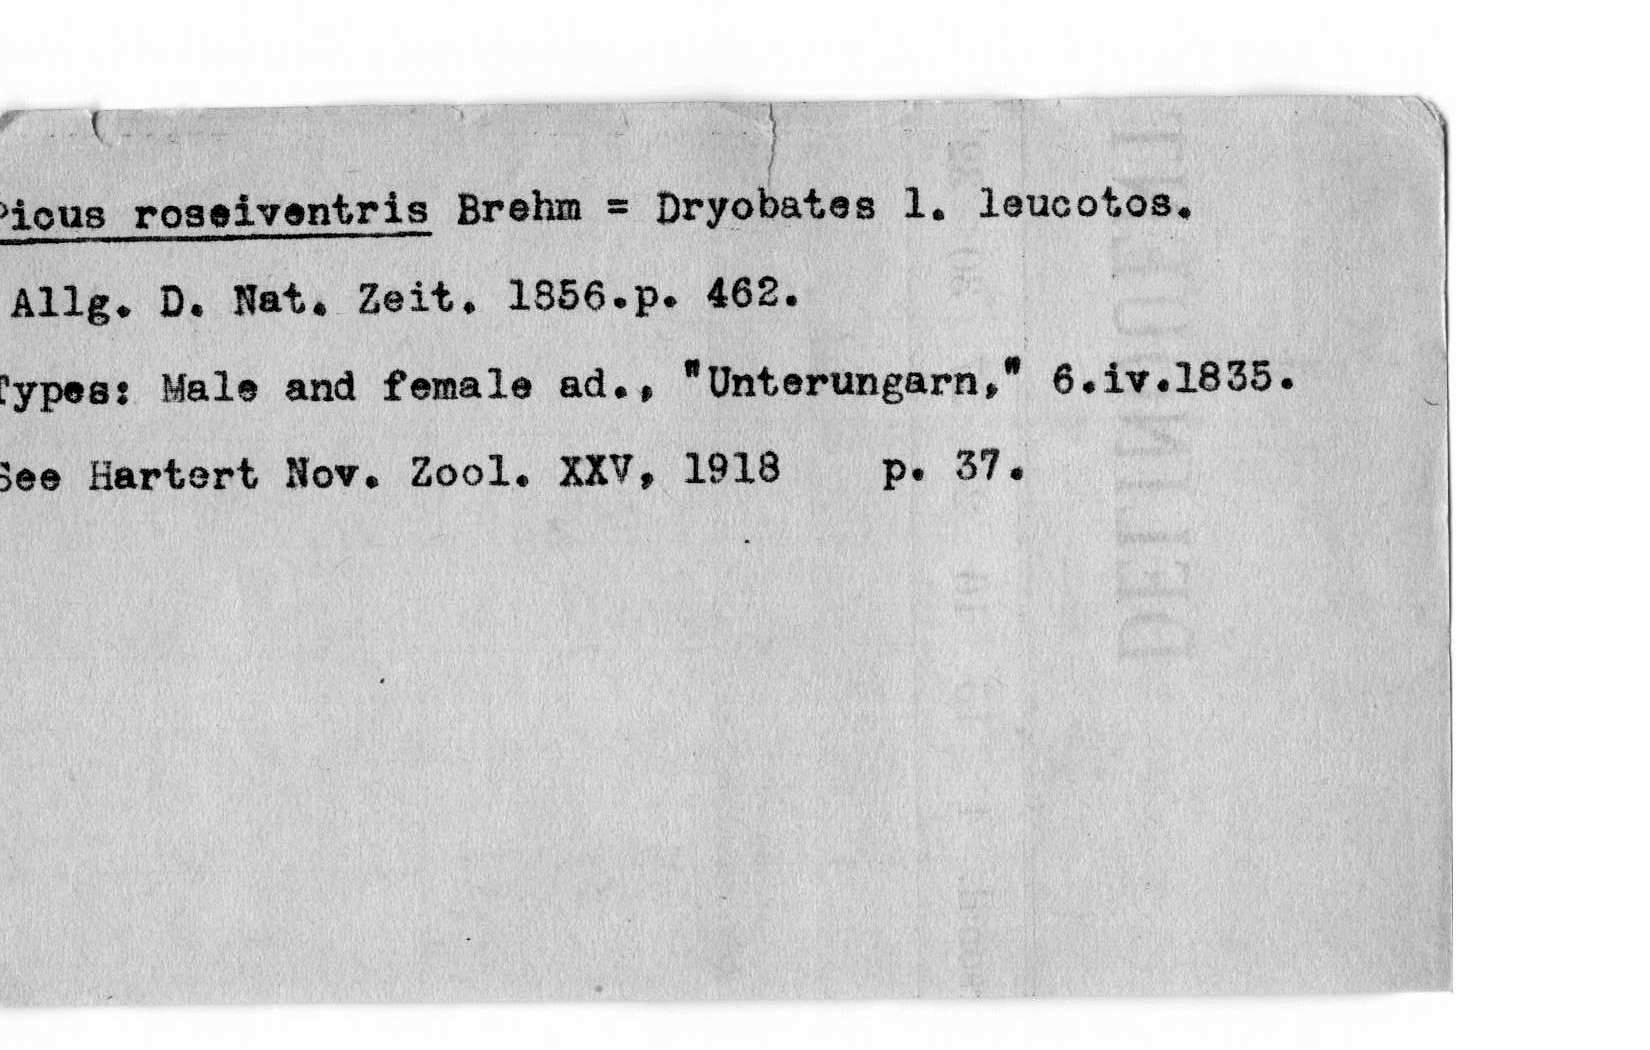 Picus roseiventris Brehm = Dryobates l. leucotos.
Allg. D. Nat. Zeit. 1856.p. 462.
Types: Male and female ad., "Unterungarn," 6.iv.1835.
See Hartert Nov. Zool. XXV, 1918 p. 37.